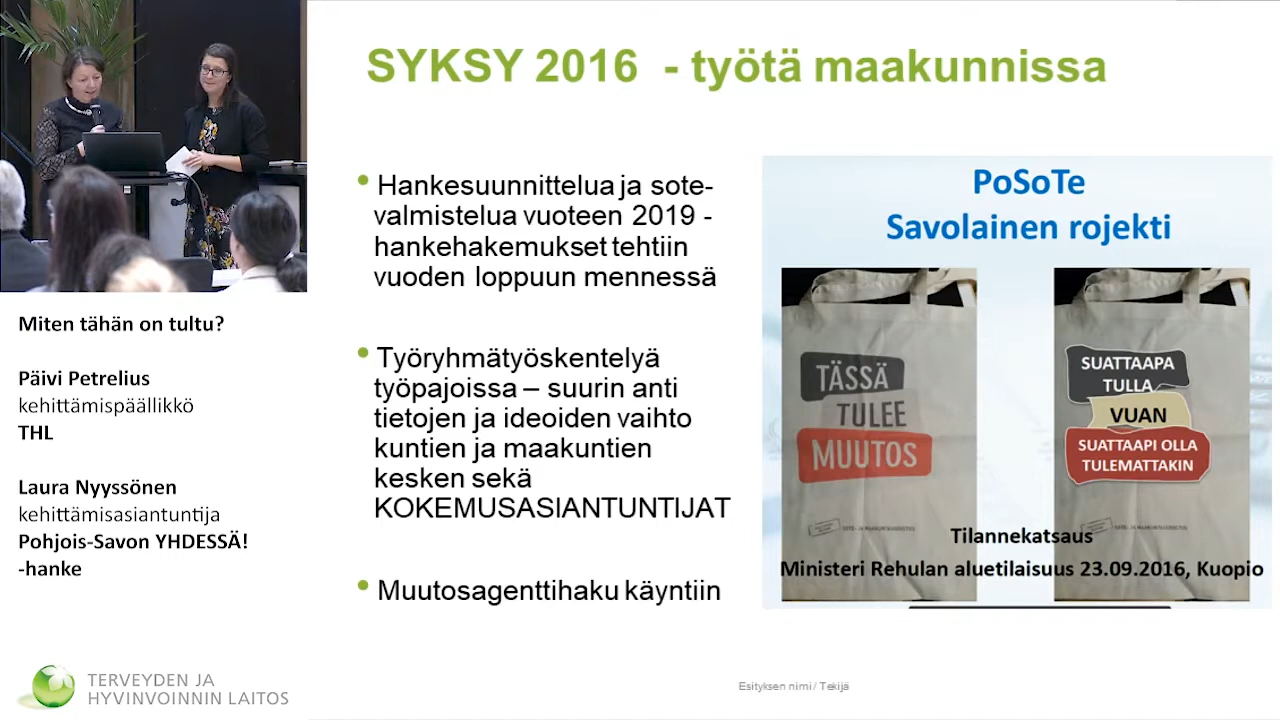 SYKSY 2016 - työtä maakunnissa
Hankesuunnittelua ja sote-
valmistelua vuoteen 2019 -
hankehakemukset tehtiin
vuoden loppuun mennessä
Työryhmätyöskentelyä
työpajoissa – suurin anti
tietojen ja ideoiden vaihto
kuntien ja maakuntien
kesken sekä
KOKEMUSASIANTUNTIJAT
Muutosagenttihaku käyntiin
PoSoTe
Savolainen rojekti
TÄSSÄ
TULEE
MUUTOS
SUATTAAPA
TULLA
VUAN
SUATTAAPI OLLA
TULEMATTAKIN
Tilannekatsaus
Ministeri Rehulan aluetilaisuus 23.09.2016, Kuopio
Miten tähän on tultu?
Päivi Petrelius
kehittämispäällikkö
THL
Laura Nyyssönen
kehittämisasiantuntija
Pohjois-Savon YHDESSÄ!
-hanke
TERVEYDEN JA
HYVINVOINNIN LAITOS
Esityksen nimi / Tekijä